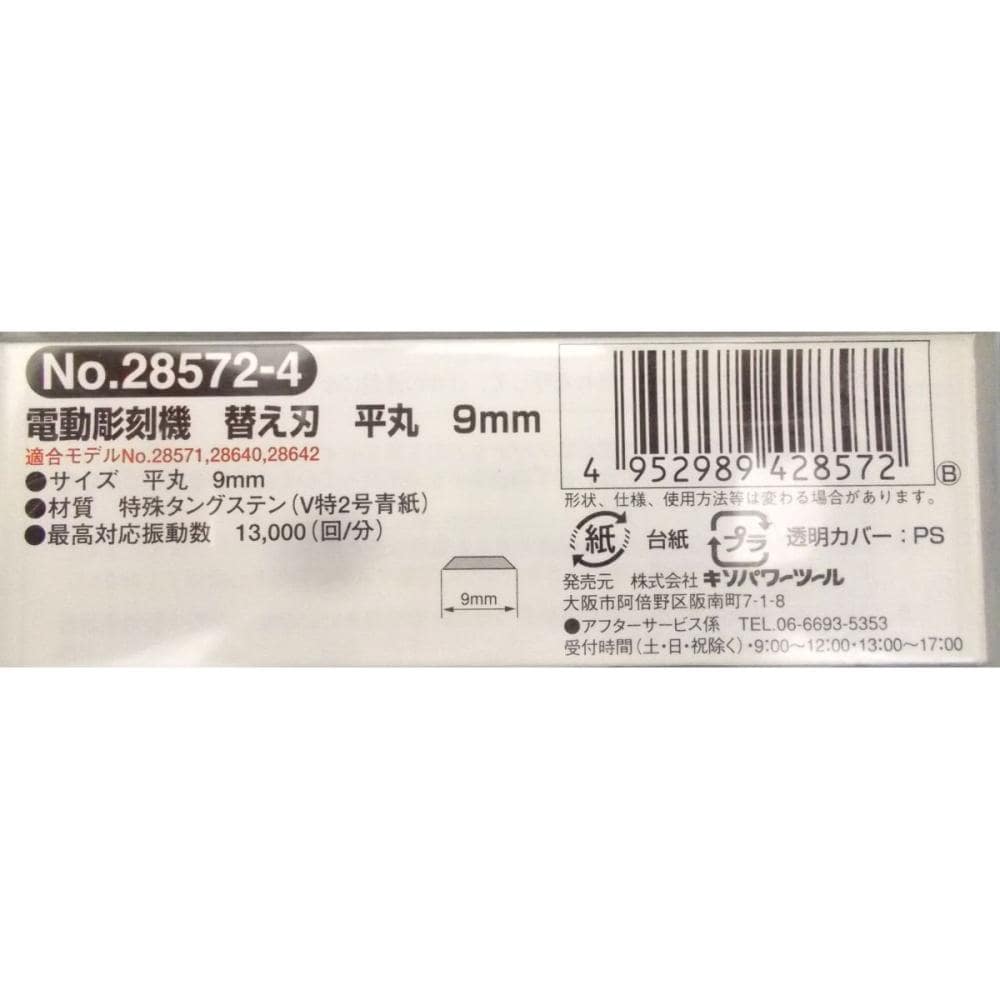 No.28572-4
電動彫刻機 替え刃 平丸 9mm
適合モデルNo.28571,28640,28642
●サイズ 平丸 9mm
●材質 特殊タングステン(V特2号青紙)
●最高対応振動数 13,000(回/分)
9mm
4 952989 428572
B
形状、仕様、使用方法等は変わる場合があります。
紙 台紙 プラ 透明カバー:PS
発売元 株式会社 キソパワーツール
大阪市阿倍野区阪南町7-1-8
●アフターサービス係 TEL.06-6693-5353
受付時間(土・日・祝除く)・9:00〜12:00・13:00〜17:00